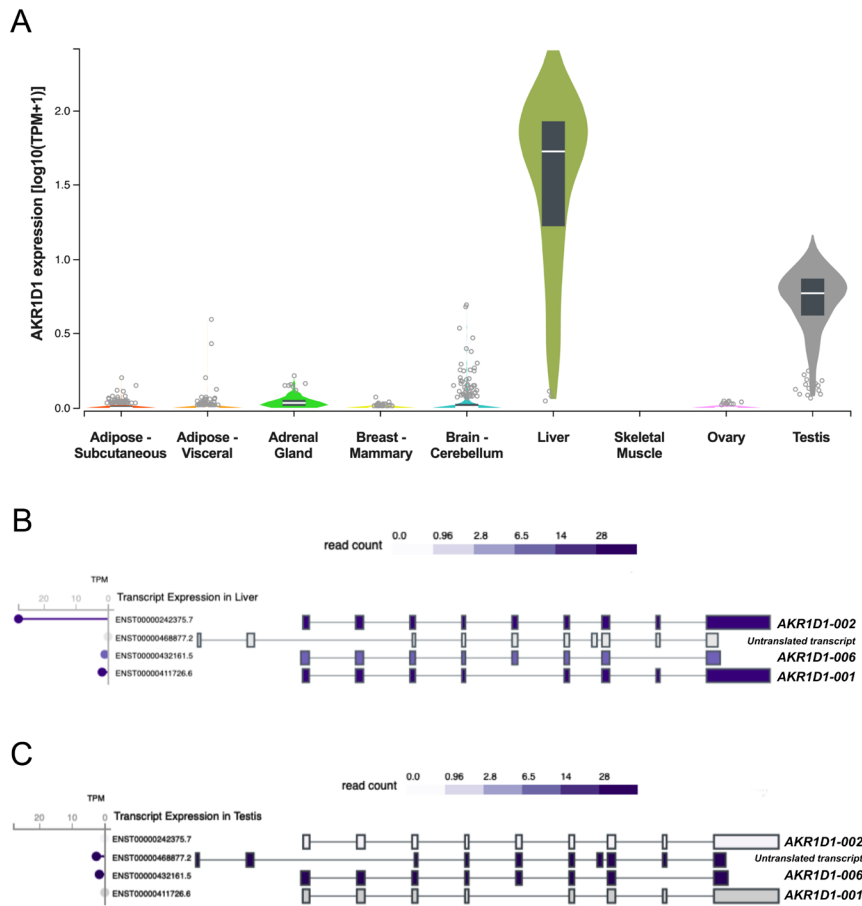 A
AKR1D1 expression [log10(TPM+1)]
2.0
1.5
1.0
0.5
0.0
Adipose - Subcutaneous
Adipose - Visceral
Adrenal Gland
Breast - Mammary
Brain - Cerebellum
Liver
Skeletal Muscle
Ovary
Testis
B
read count
0.0 0.96 2.8 6.5 14 28
TPM
20 10 0
Transcript Expression in Liver
ENST00000242375.7 AKR1D1-002
ENST00000468877.2 Untranslated transcript
ENST00000432161.5 AKR1D1-006
ENST00000411726.6 AKR1D1-001
C
read count
0.0 0.96 2.8 6.5 14 28
TPM
20 10 0
Transcript Expression in Testis
ENST00000242375.7 AKR1D1-002
ENST00000468877.2 Untranslated transcript
ENST00000432161.5 AKR1D1-006
ENST00000411726.6 AKR1D1-001